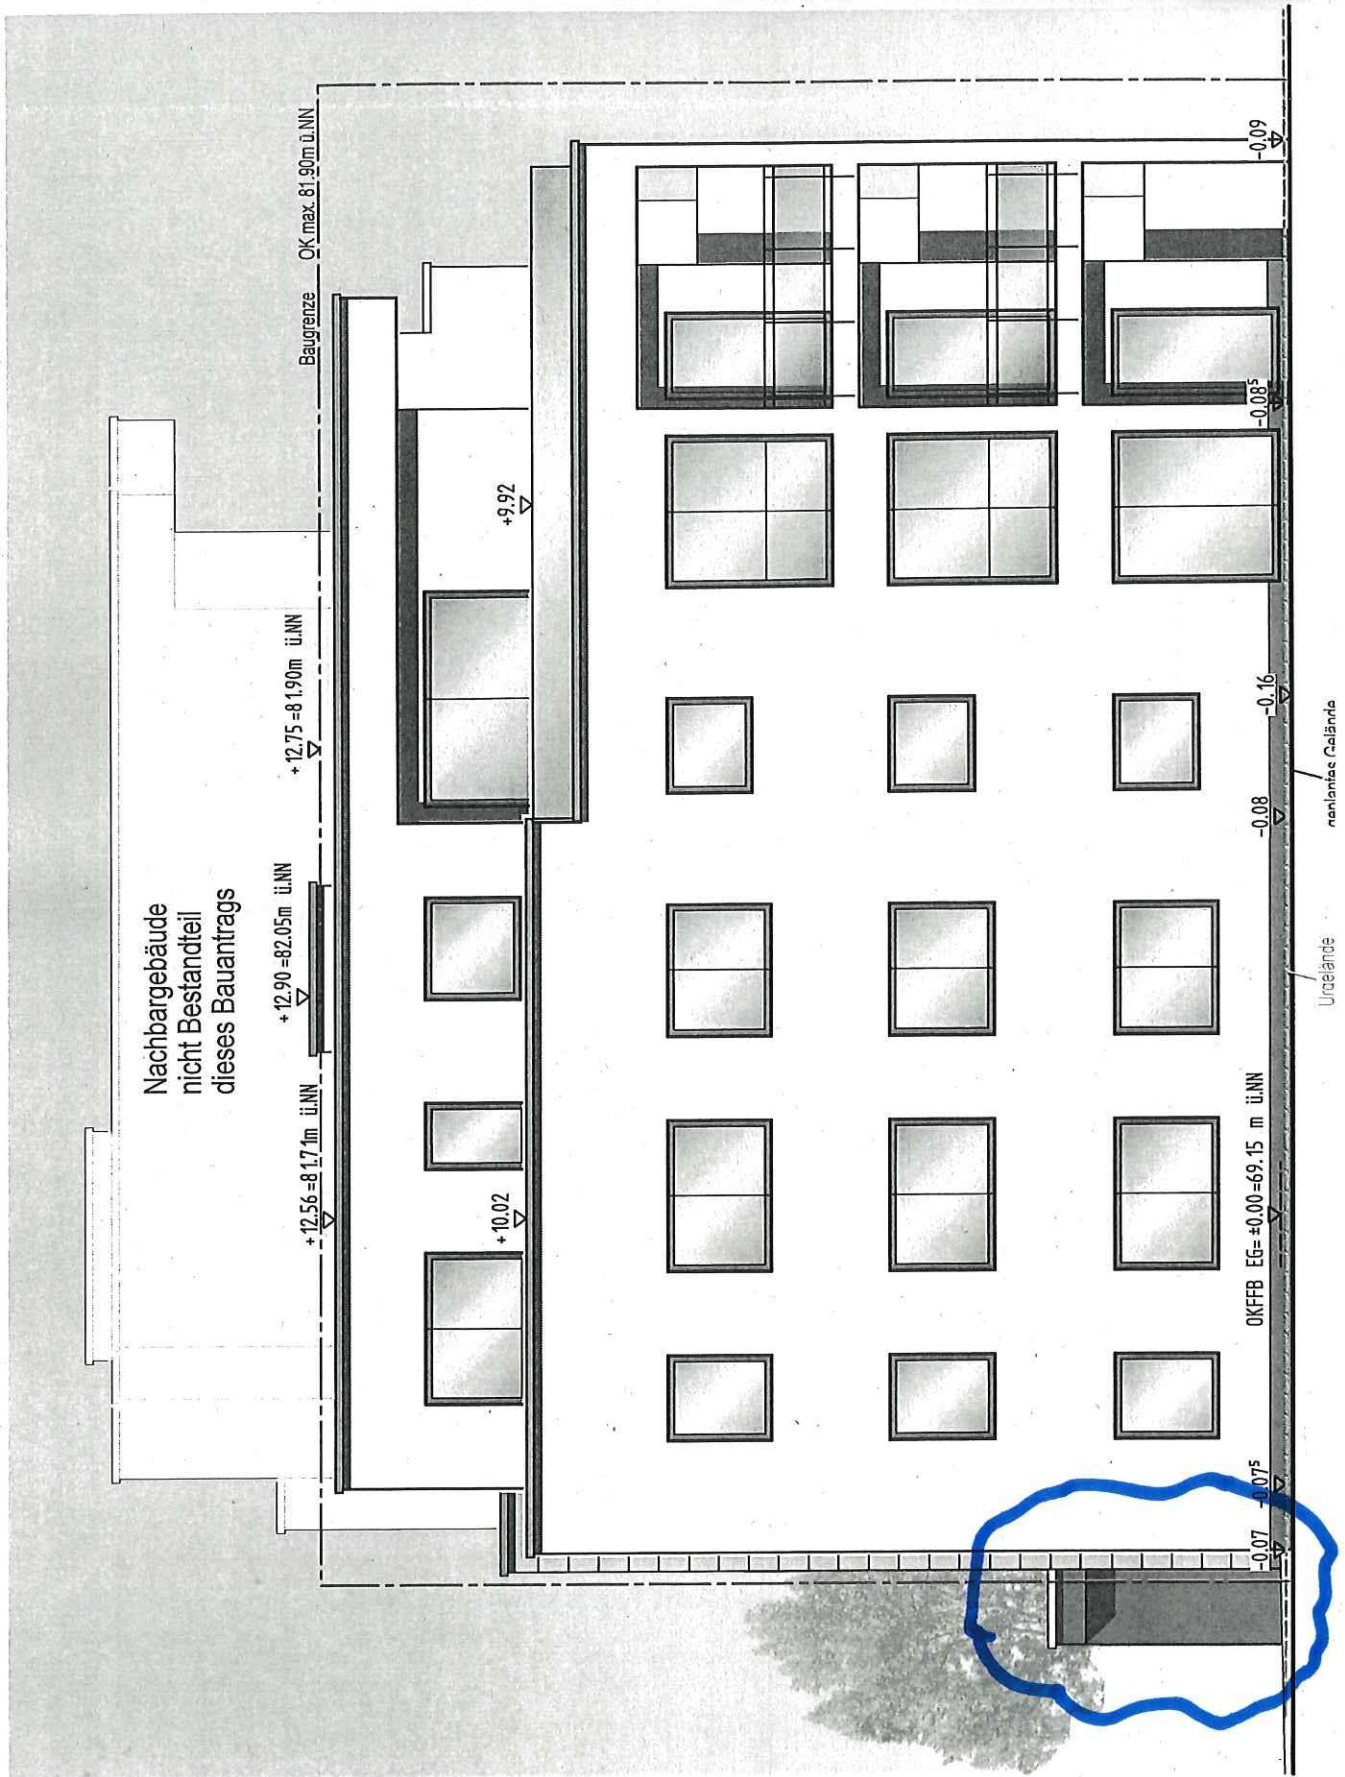 Nachbargebäude
nicht Bestandteil
dieses Bauantrags
Baugrenze OK max. 81.90m ü.NN
+12.56 =81.71m ü.NN
+12.90 =82.05m ü.NN
+12.75 =81.90m ü.NN
+10.02
+9.92
OKFFB EG= ±0.00=69.15 m ü.NN
-0.07
-0.07⁵
-0.08
-0.16
-0.08⁵
-0.09
Urgelände
geplantes Gelände